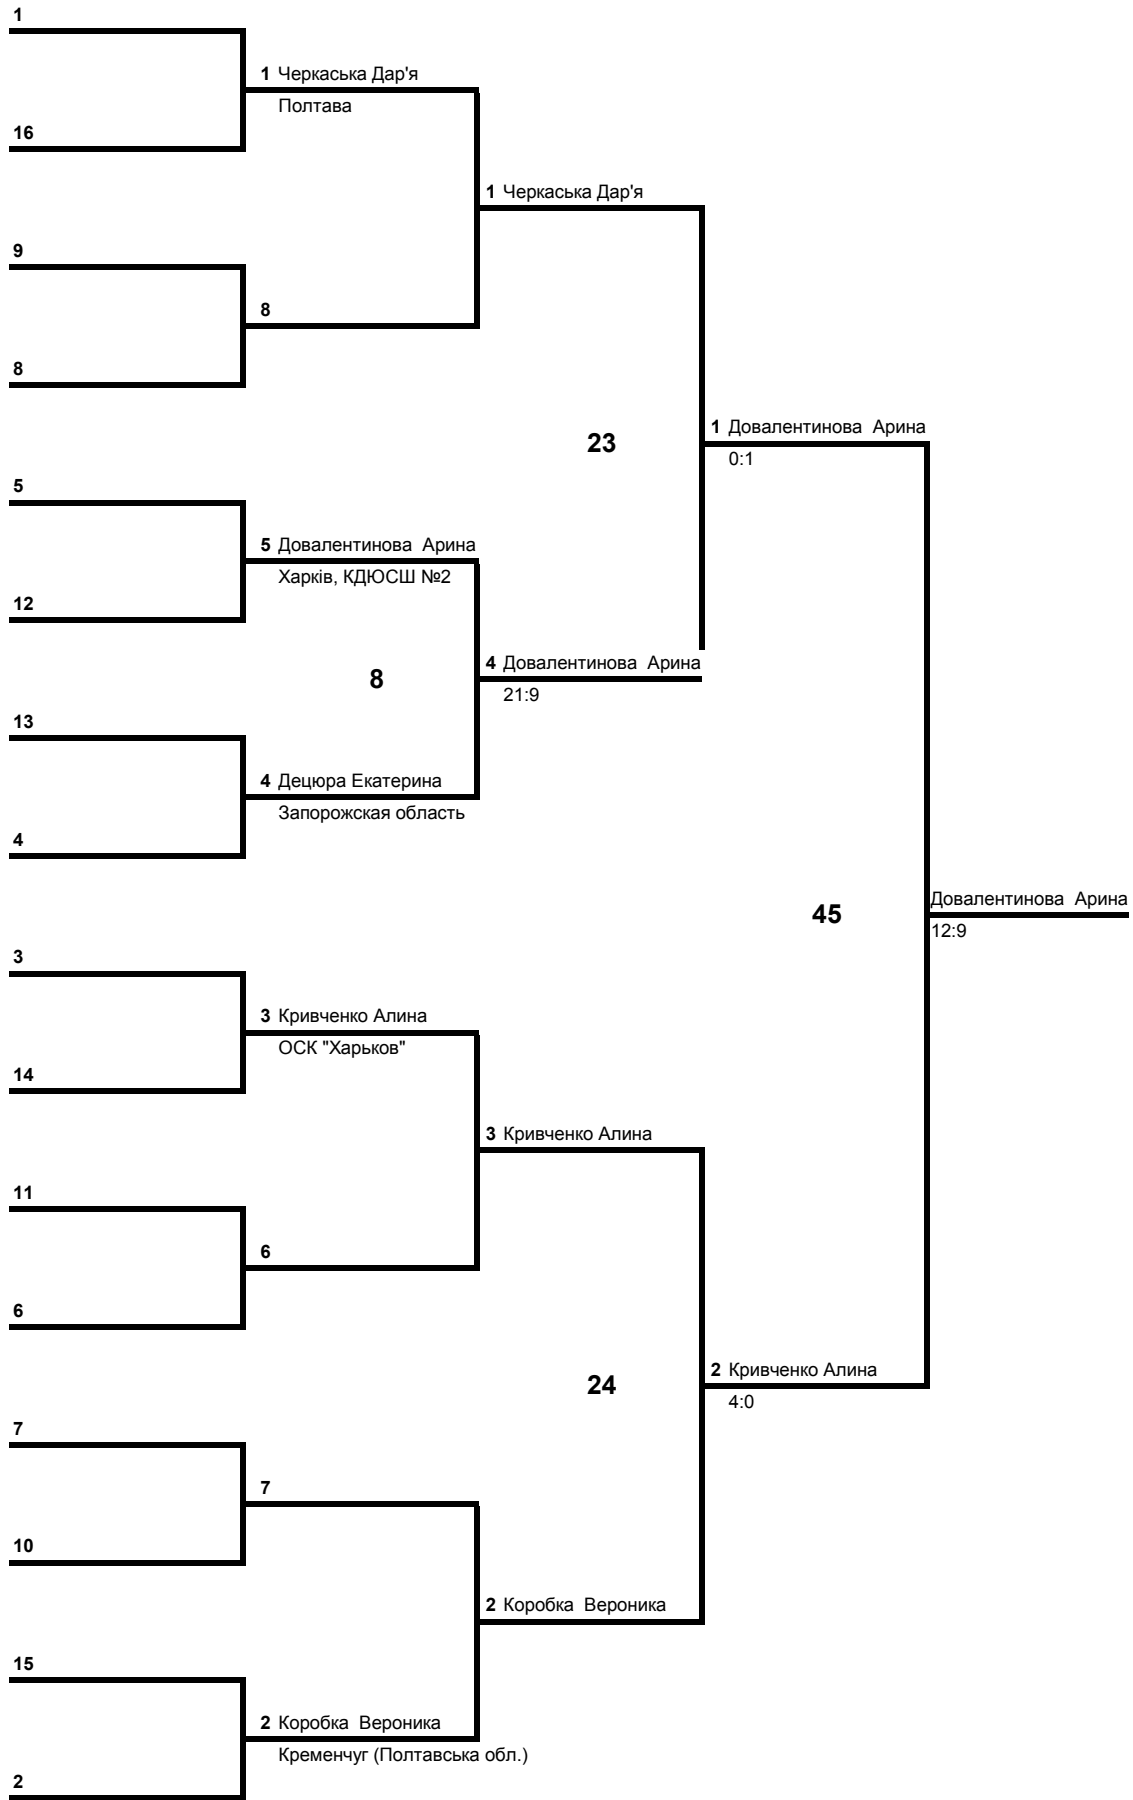 1
1 Черкаська Дар'я
Полтава
16
1 Черкаська Дар'я
9
8
8
23
1 Довалентинова Арина
0:1
5
5 Довалентинова Арина
Харків, КДЮСШ №2
12
8
4 Довалентинова Арина
21:9
13
4 Децюра Екатерина
Запорожская область
4
45
Довалентинова Арина
12:9
3
3 Кривченко Алина
ОСК "Харьков"
14
3 Кривченко Алина
11
6
6
24
2 Кривченко Алина
4:0
7
7
10
2 Коробка Вероника
15
2 Коробка Вероника
Кременчуг (Полтавська обл.)
2